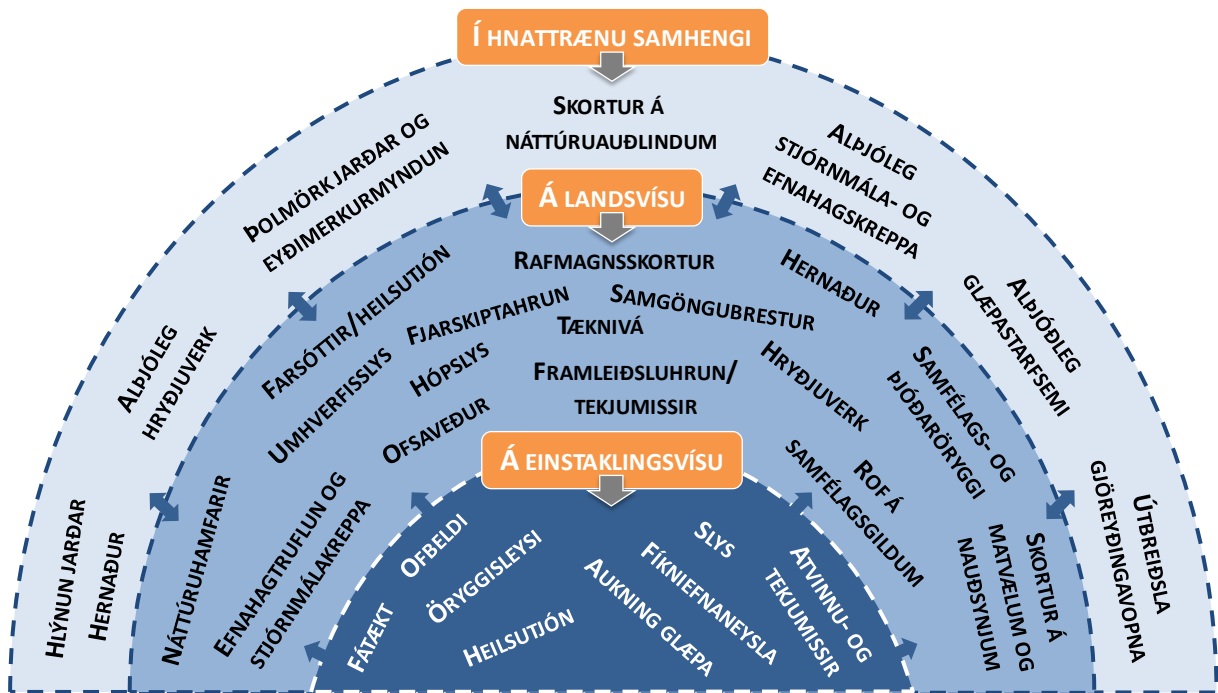 Í HNATTRÆNU SAMHENGI
SKORTUR Á
NÁTTÚRUAUÐLINDUM
ÞOLMÖRK JARÐAR OG
EYÐIMERKURMYNDUN
ALÞJÓLEG
STJÓRNMÁLA- OG
EFNAHAGSKREPPA
ALÞJÓLEG
HRYÐJUVERK
ALÞJÓÐLEG
GLÆPASTARFSEMI
HLÝNUN JARÐAR
HERNAÐUR
ÚTBREIÐSLA
GJÖREYÐINGAVOPNA
Á LANDSVÍSU
RAFMAGNSSKORTUR
HERNAÐUR
FARSÓTTIR/HEILSUTJÓN
FJARSKIPTAHRUN
SAMGÖNGUBRESTUR
TÆKNIVÁ
UMHVERFISSLYS
HÓPSLYS
FRAMLEIÐSLUHRUN/
TEKJUMISSIR
HRYÐJUVERK
SAMFÉLAGS- OG
ÞJÓÐARÖRYGGI
OFSAVEÐUR
ROF Á
SAMFÉLAGSGILDUM
NÁTTÚRUHAMFARIR
EFNAHAGTRUFLUN OG
STJÓRNMÁLAKREPPA
SKORTUR Á
MATVÆLUM OG
NAUÐSYNJUM
Á EINSTAKLINGSVÍSU
FÁTÆKT
OFBELDI
ÖRYGGISLEYSI
HEILSUTJÓN
SLYS
FÍKNIEFNANEYSLA
AUKNING GLÆPA
ATVINNU- OG
TEKJUMISSIR